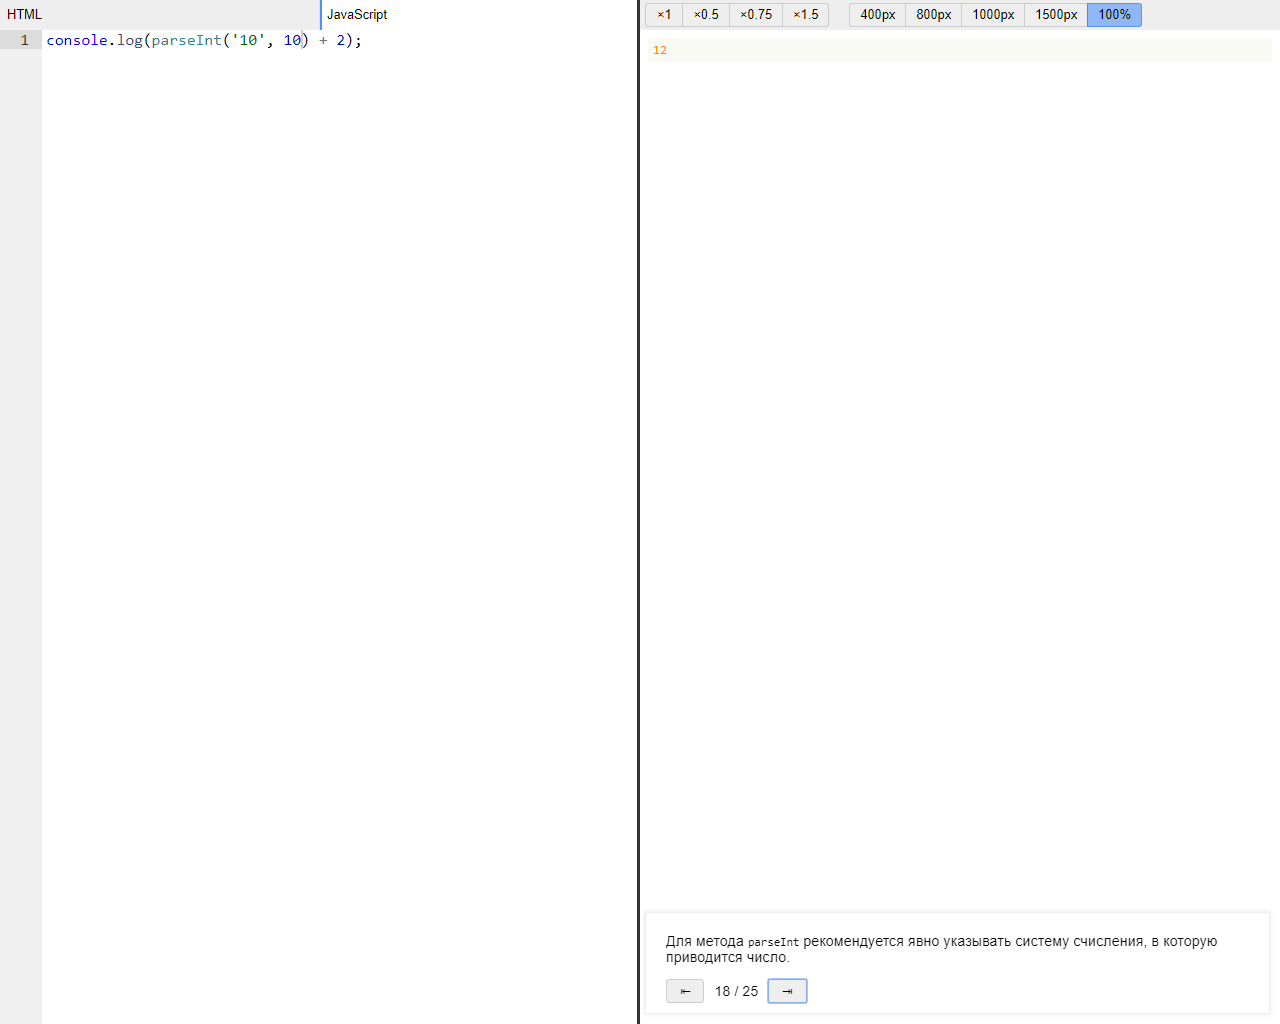 HTML
JavaScript
×1 ×0.5 ×0.75 ×1.5 400px 800px 1000px 1500px 100%
1 console.log(parseInt('10', 10) + 2);
12
Для метода parseInt рекомендуется явно указывать систему счисления, в которую
приводится число.
⇤ 18 / 25 ⇥